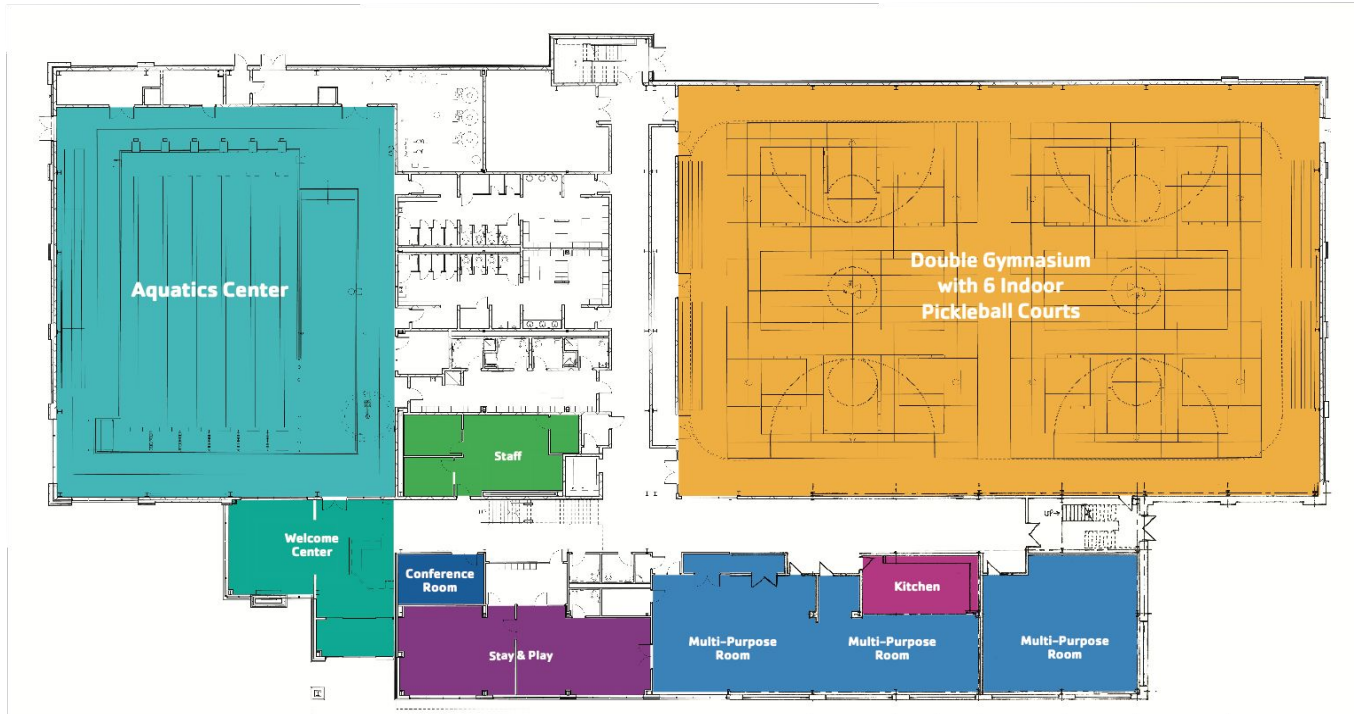 Aquatics Center
Double Gymnasium
with 6 Indoor
Pickleball Courts
Staff
UP
Welcome
Center
Conference
Room
Kitchen
Stay & Play
Multi-Purpose
Room
Multi-Purpose
Room
Multi-Purpose
Room